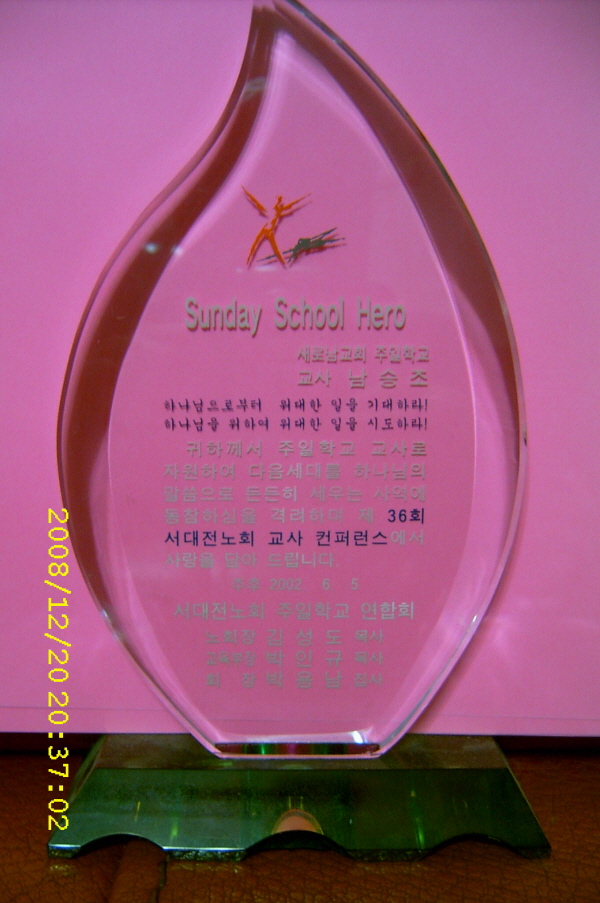 Sunday School Hero
새로남교회 주일학교
교사 남 승 조
하나님으로부터 위대한 일을 기대하라!
하나님을 위하여 위대한 일을 시도하라!
귀하께서 주일학교 교사로
자원하여 다음세대를 하나님의
말씀으로 든든히 세우는 사역에
동참하심을 격려하며 제 36회
서대전노회 교사 컨퍼런스에서
사랑을 담아 드립니다.
주후 2002. 6. 5
서대전노회 주일학교 연합회
노회장 김 성 도 목사
교육부장 박 인 규 목사
회 장 박 용 남 집사
2008/12/20 20:37:02